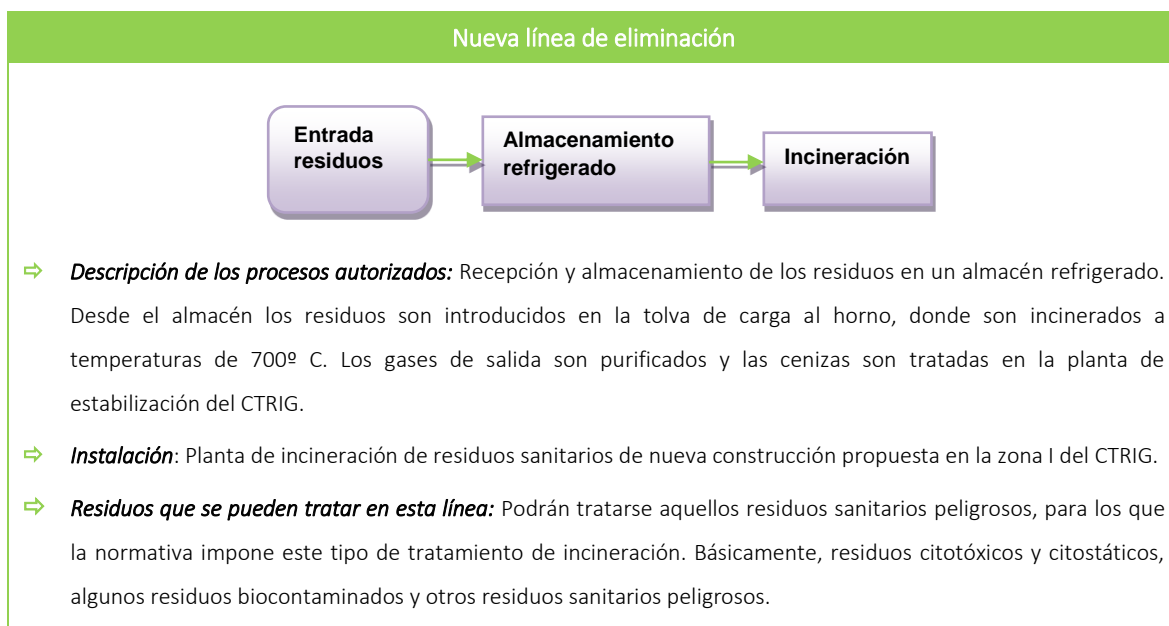 Nueva línea de eliminación
Entrada
residuos
Almacenamiento
refrigerado
Incineración
Descripción de los procesos autorizados: Recepción y almacenamiento de los residuos en un almacén refrigerado.
Desde el almacén los residuos son introducidos en la tolva de carga al horno, donde son incinerados a
temperaturas de 700º C. Los gases de salida son purificados y las cenizas son tratadas en la planta de
estabilización del CTRIG.
Instalación: Planta de incineración de residuos sanitarios de nueva construcción propuesta en la zona I del CTRIG.
Residuos que se pueden tratar en esta línea: Podrán tratarse aquellos residuos sanitarios peligrosos, para los que
la normativa impone este tipo de tratamiento de incineración. Básicamente, residuos citotóxicos y citostáticos,
algunos residuos biocontaminados y otros residuos sanitarios peligrosos.